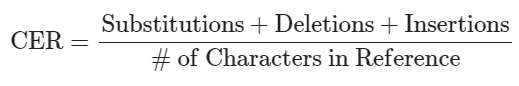 CER = Substitutions + Deletions + Insertions
# of Characters in Reference